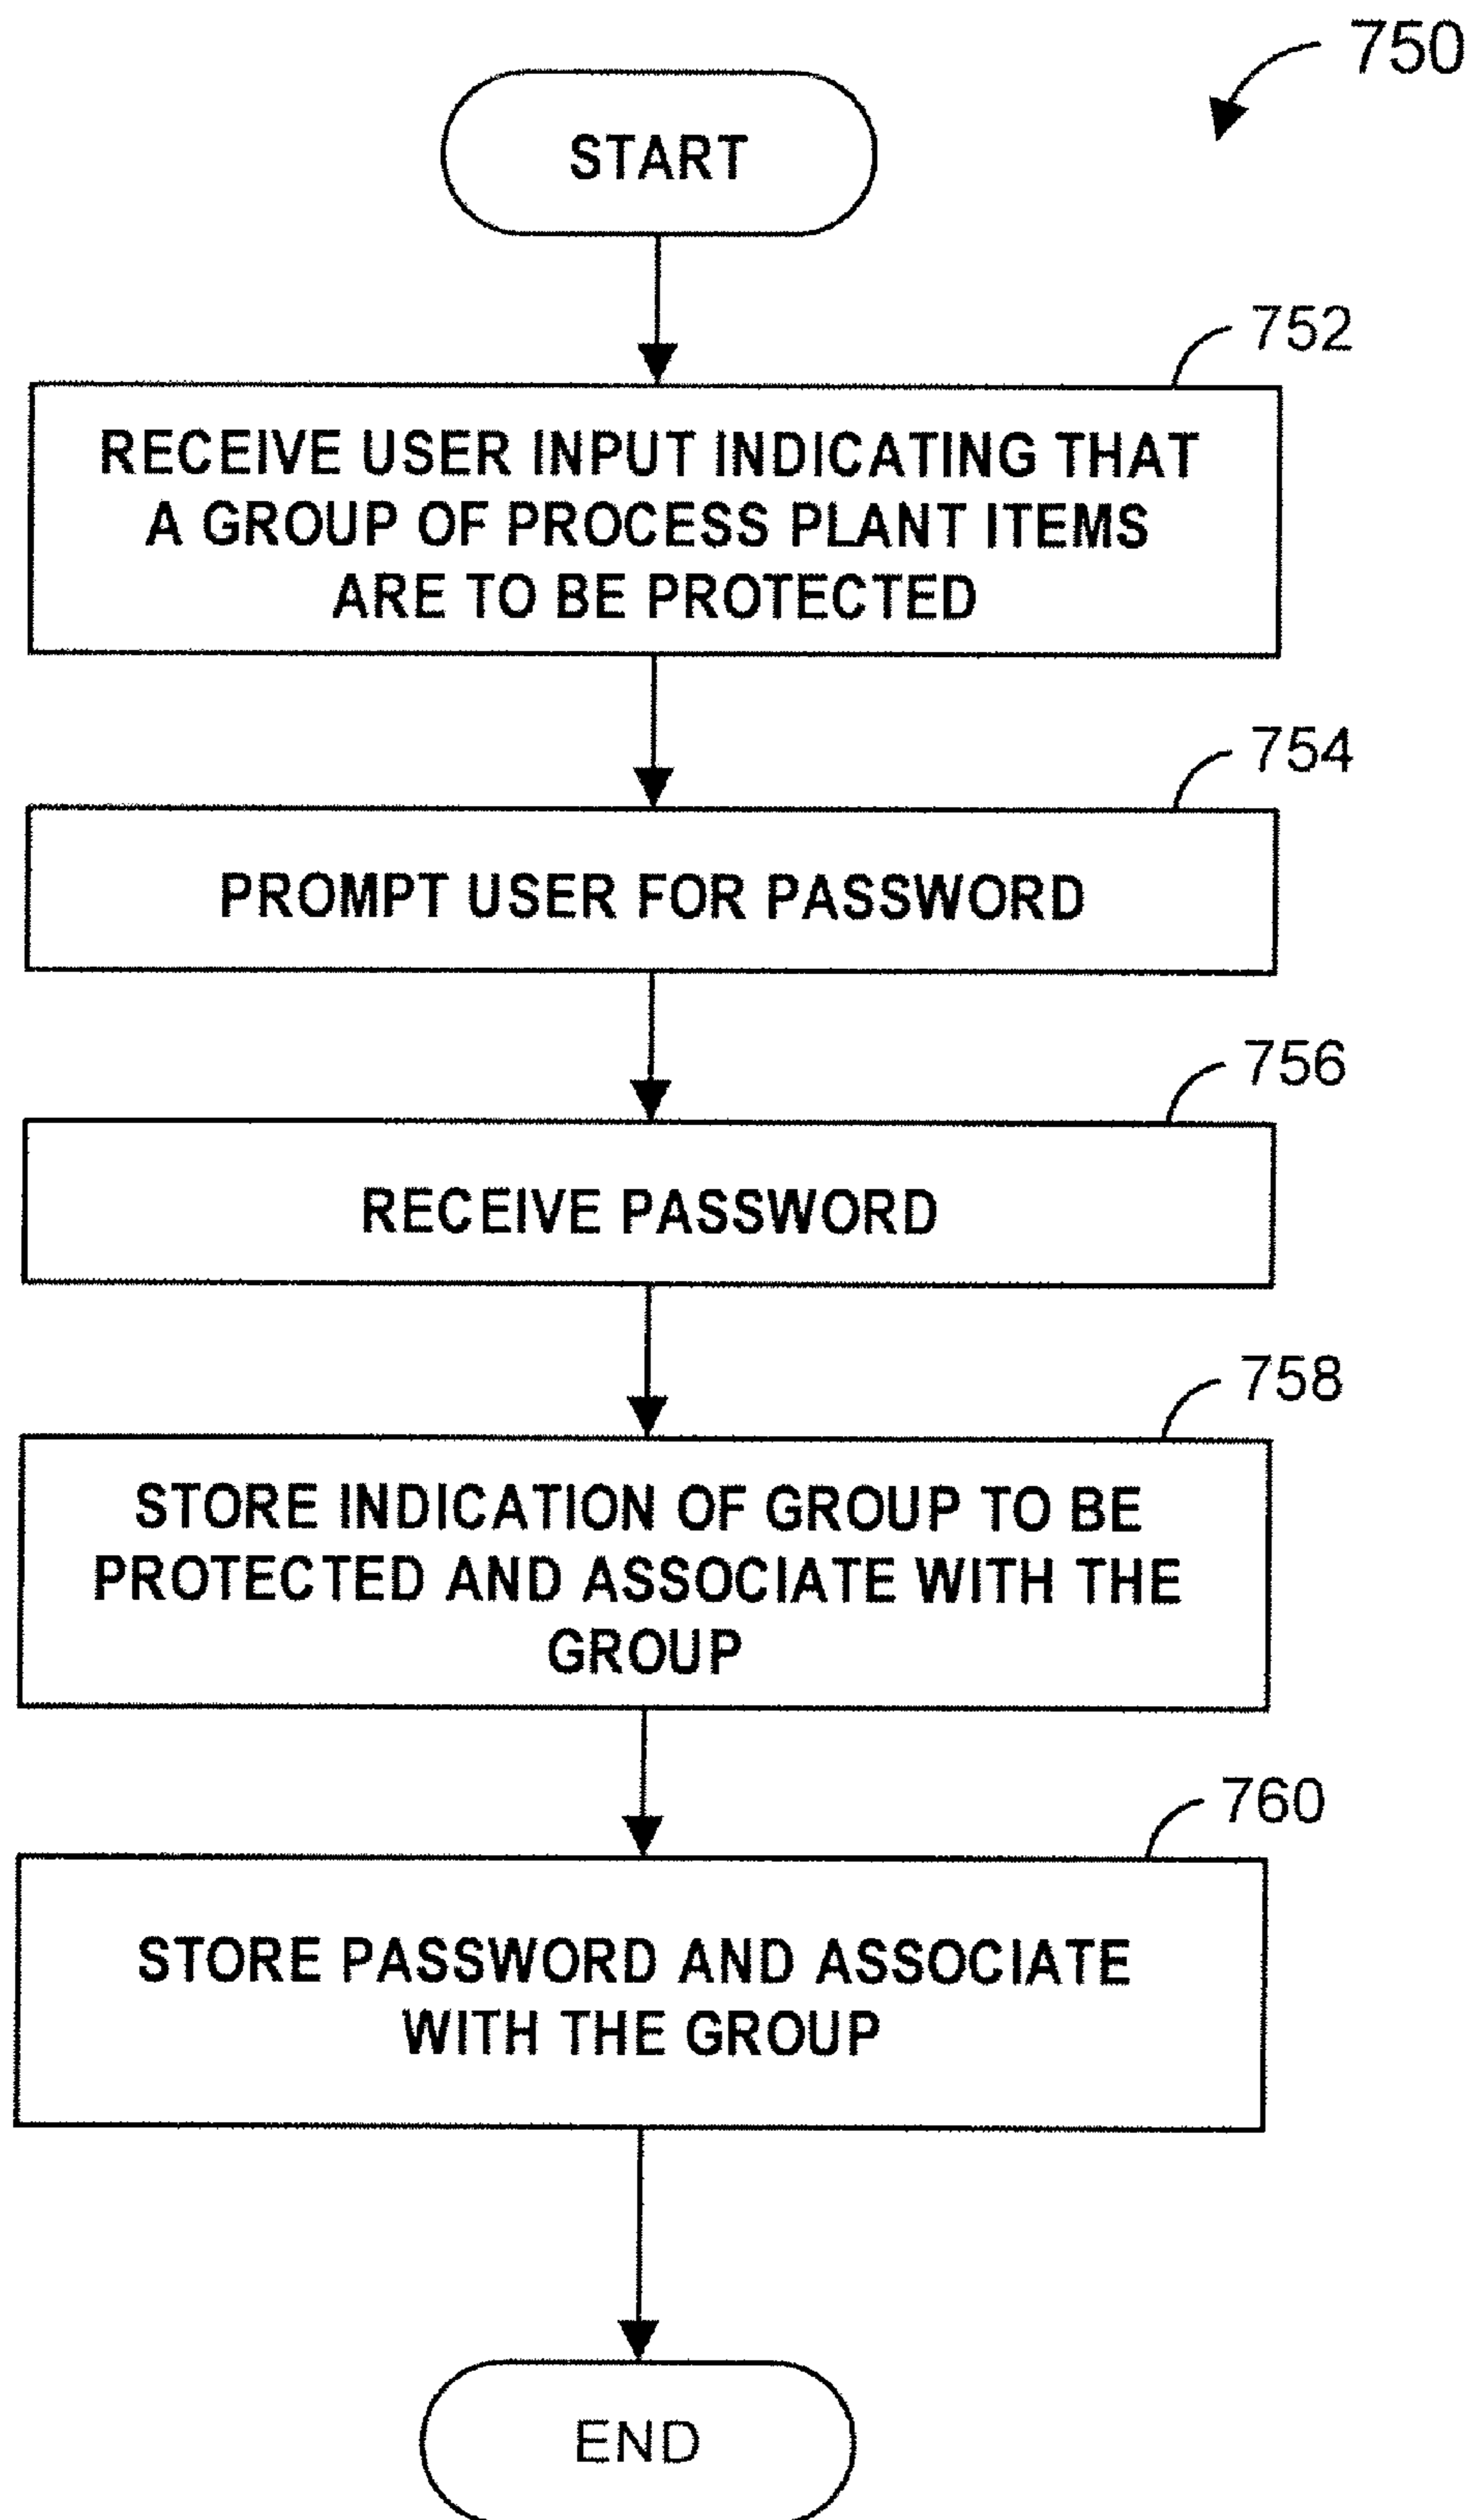 750
START
752
RECEIVE USER INPUT INDICATING THAT
A GROUP OF PROCESS PLANT ITEMS
ARE TO BE PROTECTED
754
PROMPT USER FOR PASSWORD
756
RECEIVE PASSWORD
758
STORE INDICATION OF GROUP TO BE
PROTECTED AND ASSOCIATE WITH THE
GROUP
760
STORE PASSWORD AND ASSOCIATE
WITH THE GROUP
END